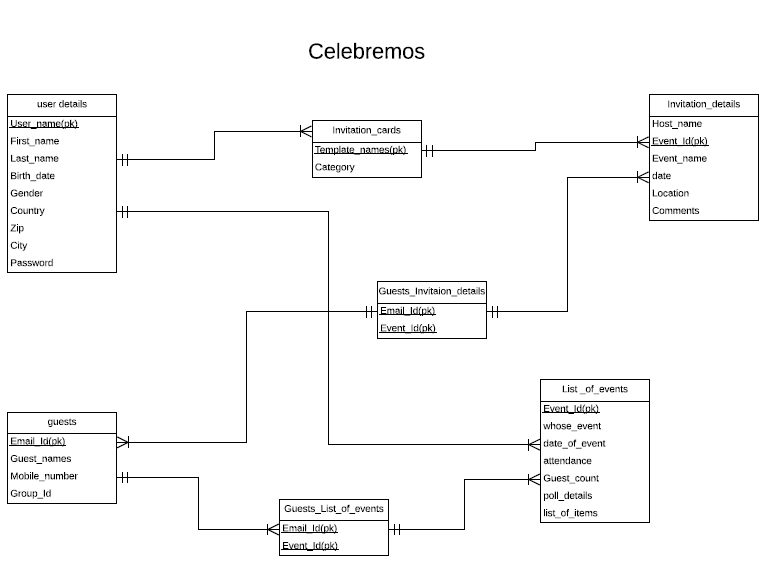 Celebremos
user details
User_name(pk)
First_name
Last_name
Birth_date
Gender
Country
Zip
City
Password
Invitation_cards
Template_names(pk)
Category
Invitation_details
Host_name
Event_Id(pk)
Event_name
date
Location
Comments
Guests_Invitaion_details
Email_Id(pk)
Event_Id(pk)
guests
Email_Id(pk)
Guest_names
Mobile_number
Group_Id
List _of_events
Event_Id(pk)
whose_event
date_of_event
attendance
Guest_count
poll_details
list_of_items
Guests_List_of_events
Email_Id(pk)
Event_Id(pk)